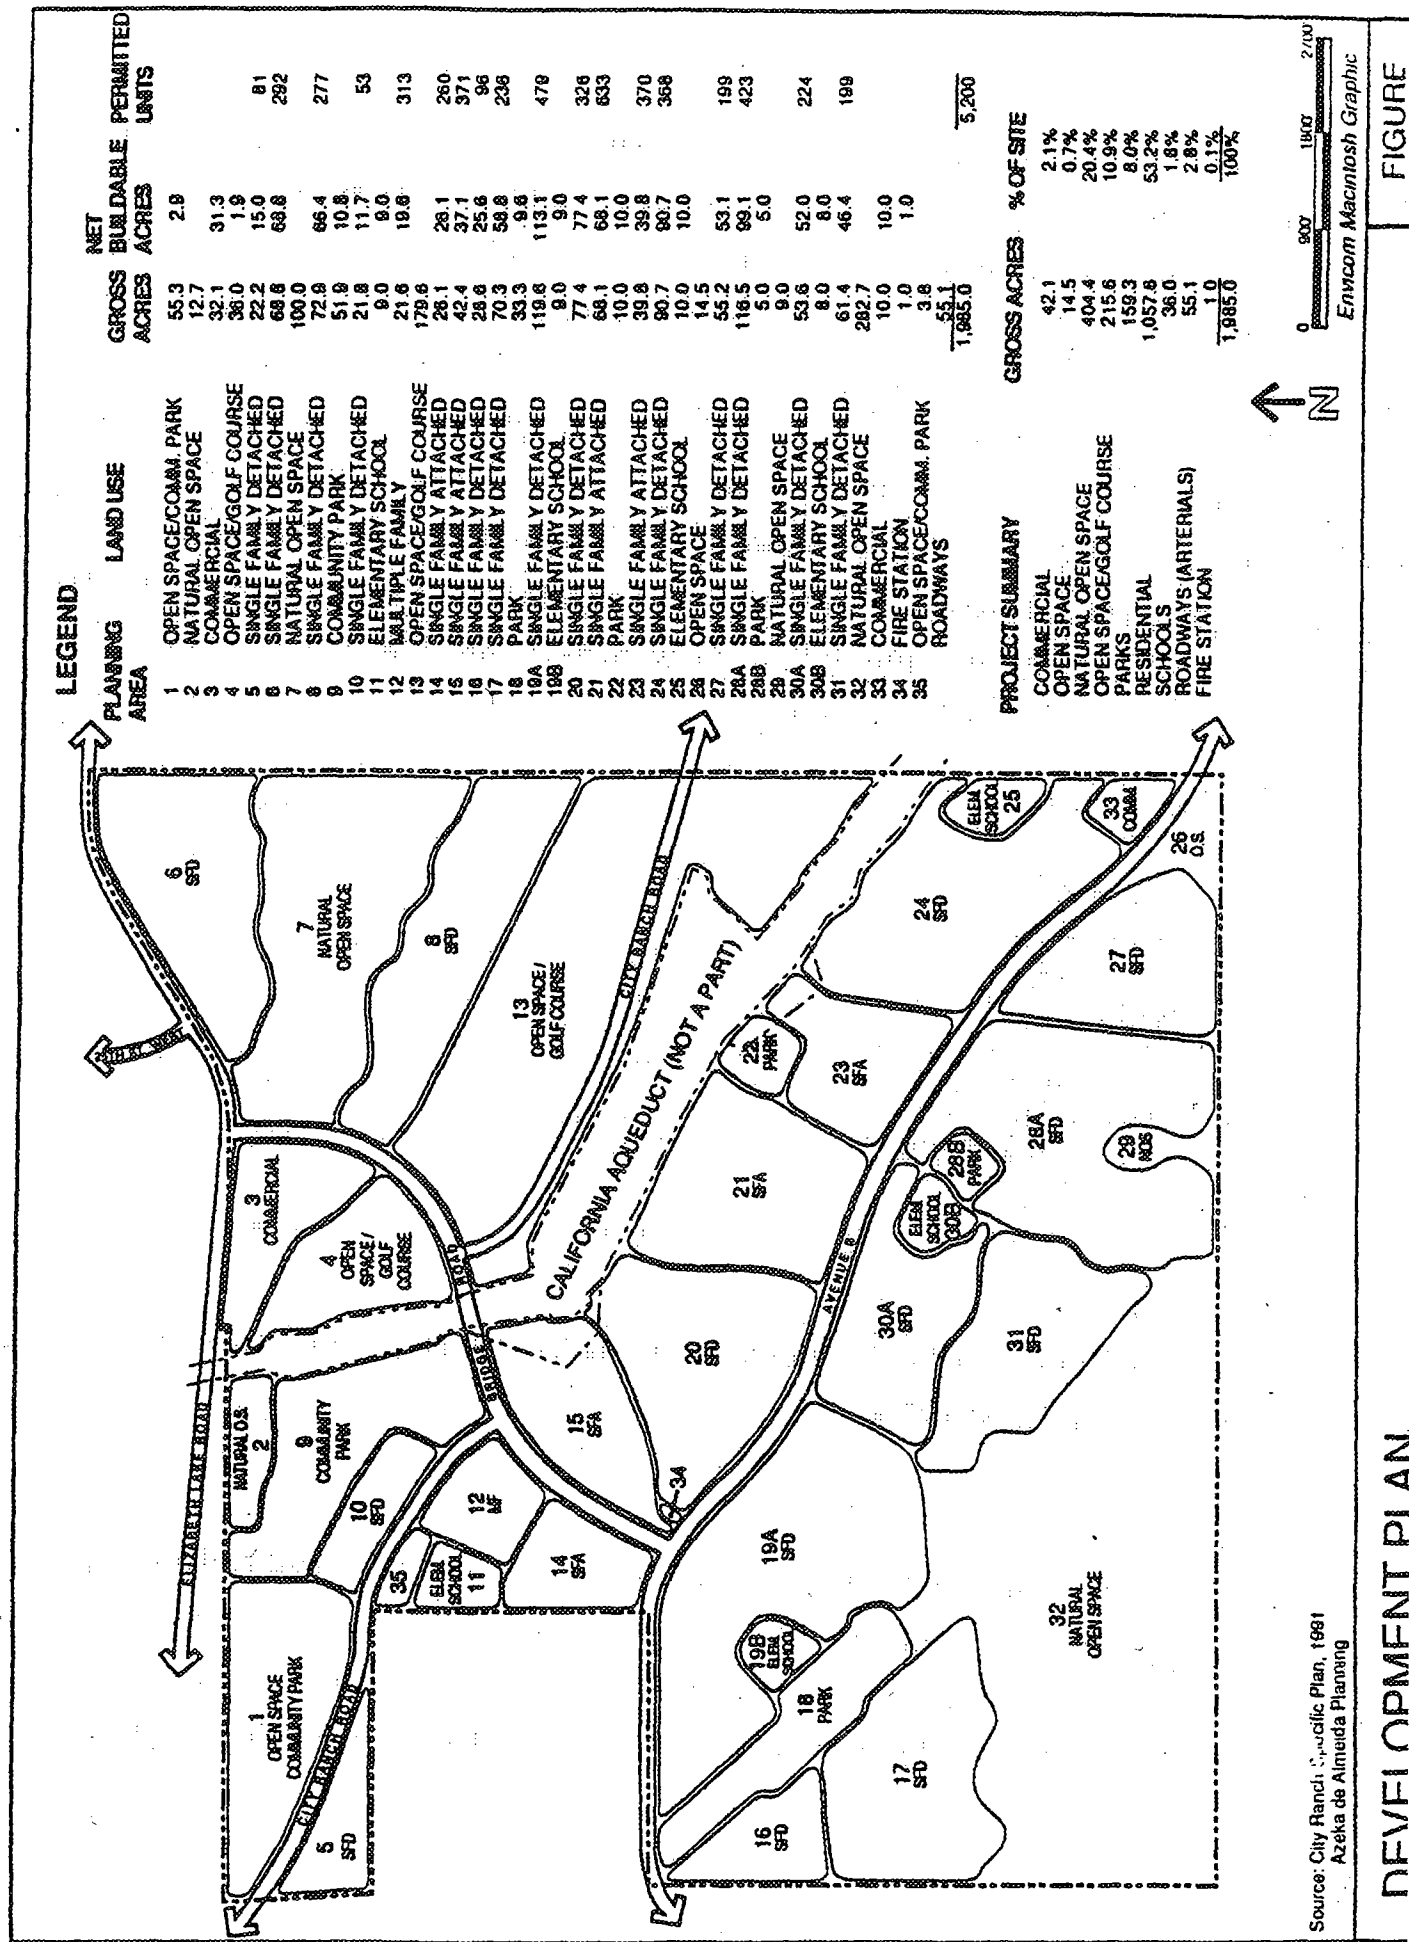 ELIZABETH LAKE ROAD
25TH ST. WEST
1
OPEN SPACE
COMMUNITY PARK
CITY RANCH ROAD
5
SFD
NATURAL O.S.
2
9
COMMUNITY
PARK
10
SFD
35
ELEM.
SCHOOL
11
12
MF
14
SFA
3
COMMERCIAL
4
OPEN
SPACE/
GOLF
COURSE
BRIDGE
ROAD
6
SFD
7
NATURAL
OPEN SPACE
8
SFD
13
OPEN SPACE/
GOLF COURSE
CITY RANCH ROAD
CALIFORNIA AQUEDUCT (NOT A PART)
15
SFA
34
20
SFD
21
SFA
22
PARK
23
SFA
24
SFD
ELEM.
SCHOOL
25
33
COMM.
26
O.S.
27
SFD
AVENUE S
28A
SFD
28B
PARK
29
NOS
ELEM.
SCHOOL
30B
30A
SFD
31
SFD
19A
SFD
19B
ELEM.
SCHOOL
18
PARK
16
SFD
17
SFD
32
NATURAL
OPEN SPACE
LEGEND
PLANNING AREA LAND USE GROSS ACRES NET BUILDABLE ACRES PERMITTED UNITS
1 OPEN SPACE/COMM. PARK 55.3 2.9
2 NATURAL OPEN SPACE 12.7
3 COMMERCIAL 32.1 31.3
4 OPEN SPACE/GOLF COURSE 36.0 1.9
5 SINGLE FAMILY DETACHED 22.2 15.0 81
6 SINGLE FAMILY DETACHED 68.8 68.8 292
7 NATURAL OPEN SPACE 100.0
8 SINGLE FAMILY DETACHED 72.9 66.4 277
9 COMMUNITY PARK 51.9 10.8
10 SINGLE FAMILY DETACHED 21.8 11.7 53
11 ELEMENTARY SCHOOL 9.0 9.0
12 MULTIPLE FAMILY 21.6 19.6 313
13 OPEN SPACE/GOLF COURSE 179.6
14 SINGLE FAMILY ATTACHED 26.1 26.1 260
15 SINGLE FAMILY ATTACHED 42.4 37.1 371
16 SINGLE FAMILY DETACHED 28.6 25.6 96
17 SINGLE FAMILY DETACHED 70.3 58.8 236
18 PARK 33.3 9.8
19A SINGLE FAMILY DETACHED 119.6 113.1 479
19B ELEMENTARY SCHOOL 9.0 9.0
20 SINGLE FAMILY DETACHED 77.4 77.4 326
21 SINGLE FAMILY ATTACHED 68.1 68.1 633
22 PARK 10.0 10.0
23 SINGLE FAMILY ATTACHED 39.8 39.8 370
24 SINGLE FAMILY DETACHED 90.7 90.7 368
25 ELEMENTARY SCHOOL 10.0 10.0
26 OPEN SPACE 14.5
27 SINGLE FAMILY DETACHED 55.2 53.1 199
28A SINGLE FAMILY DETACHED 116.5 99.1 423
28B PARK 5.0 5.0
29 NATURAL OPEN SPACE 9.0
30A SINGLE FAMILY DETACHED 53.6 52.0 224
30B ELEMENTARY SCHOOL 8.0 8.0
31 SINGLE FAMILY DETACHED 61.4 46.4 199
32 NATURAL OPEN SPACE 282.7
33 COMMERCIAL 10.0 10.0
34 FIRE STATION 1.0 1.0
35 OPEN SPACE/COMM. PARK 3.8
ROADWAYS 55.1
1,985.0 5,200
PROJECT SUMMARY GROSS ACRES % OF SITE
COMMERCIAL 42.1 2.1%
OPEN SPACE 14.5 0.7%
NATURAL OPEN SPACE 404.4 20.4%
OPEN SPACE/GOLF COURSE 215.6 10.9%
PARKS 159.3 8.0%
RESIDENTIAL 1,057.8 53.2%
SCHOOLS 36.0 1.8%
ROADWAYS (ARTERIALS) 55.1 2.8%
FIRE STATION 1.0 0.1%
1,985.0 100%
N
0 900' 1800' 2700'
Envicom Macintosh Graphic
Source: City Ranch Specific Plan, 1991
Azeka de Almeida Planning
DEVELOPMENT PLAN
FIGURE